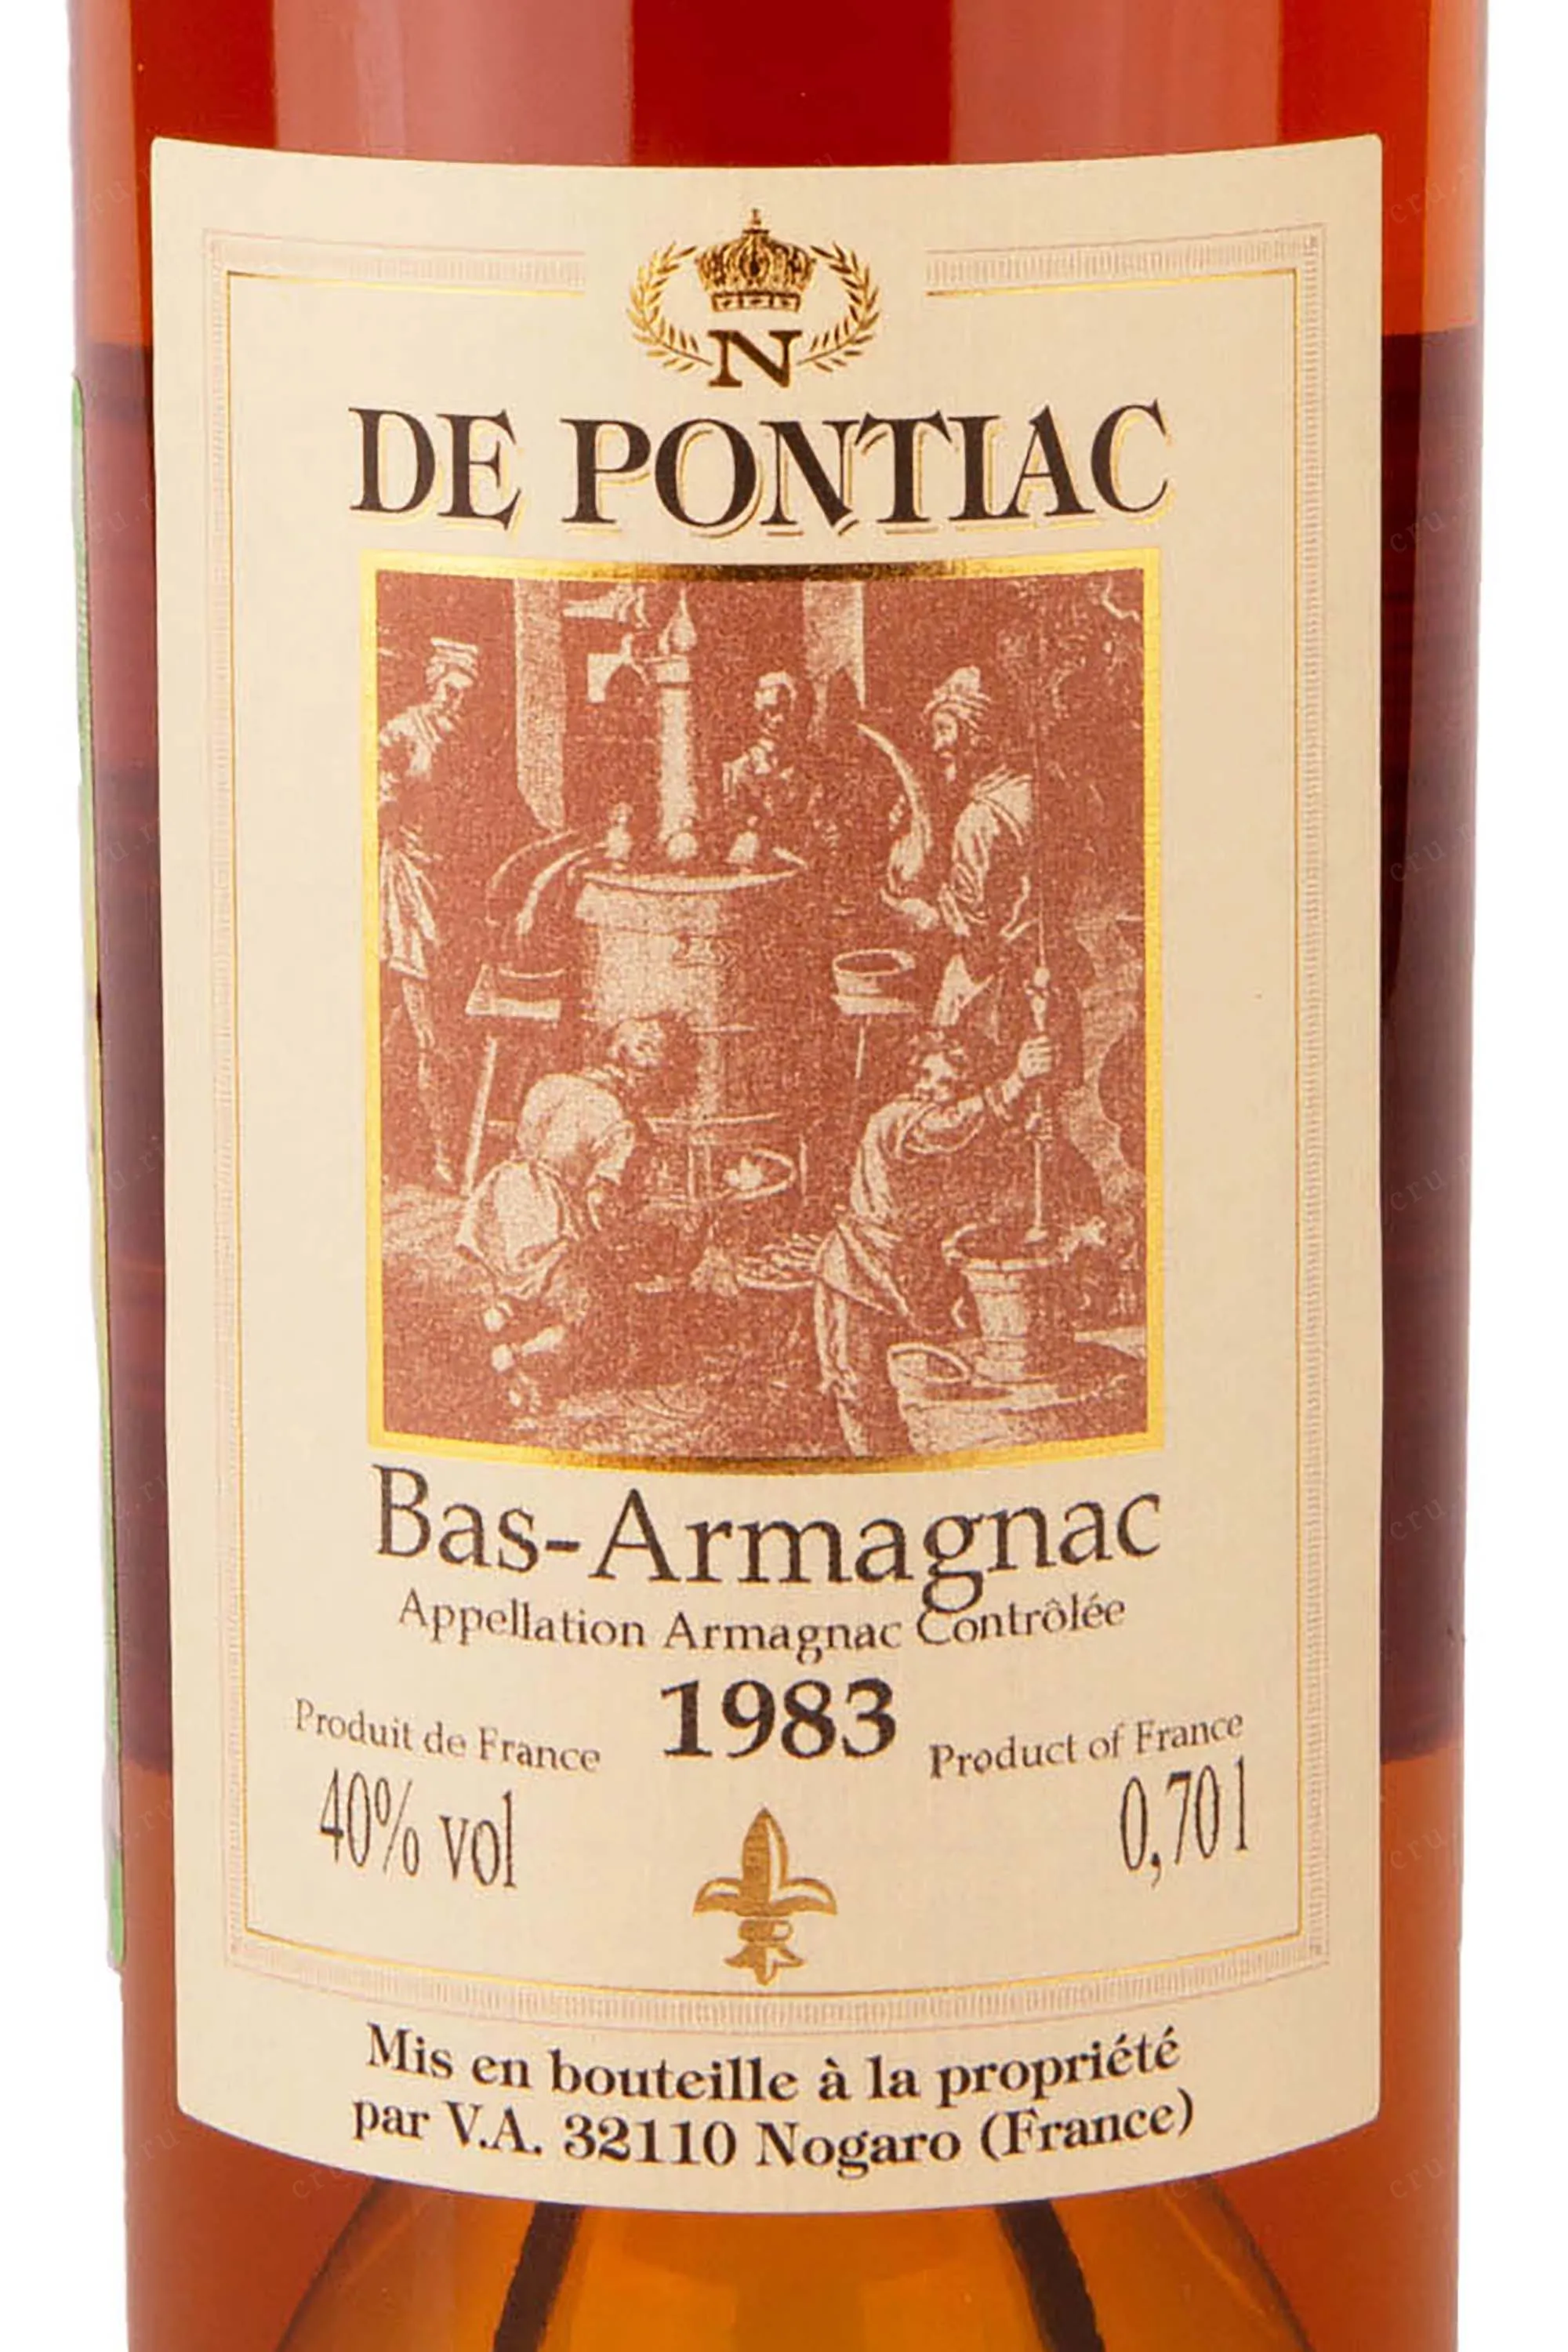 N
DE PONTIAC
Bas-Armagnac
Appellation Armagnac Contrôlée
1983
Produit de France
Product of France
40% vol
0,70 l
Mis en bouteille à la propriété
par V.A. 32110 Nogaro (France)